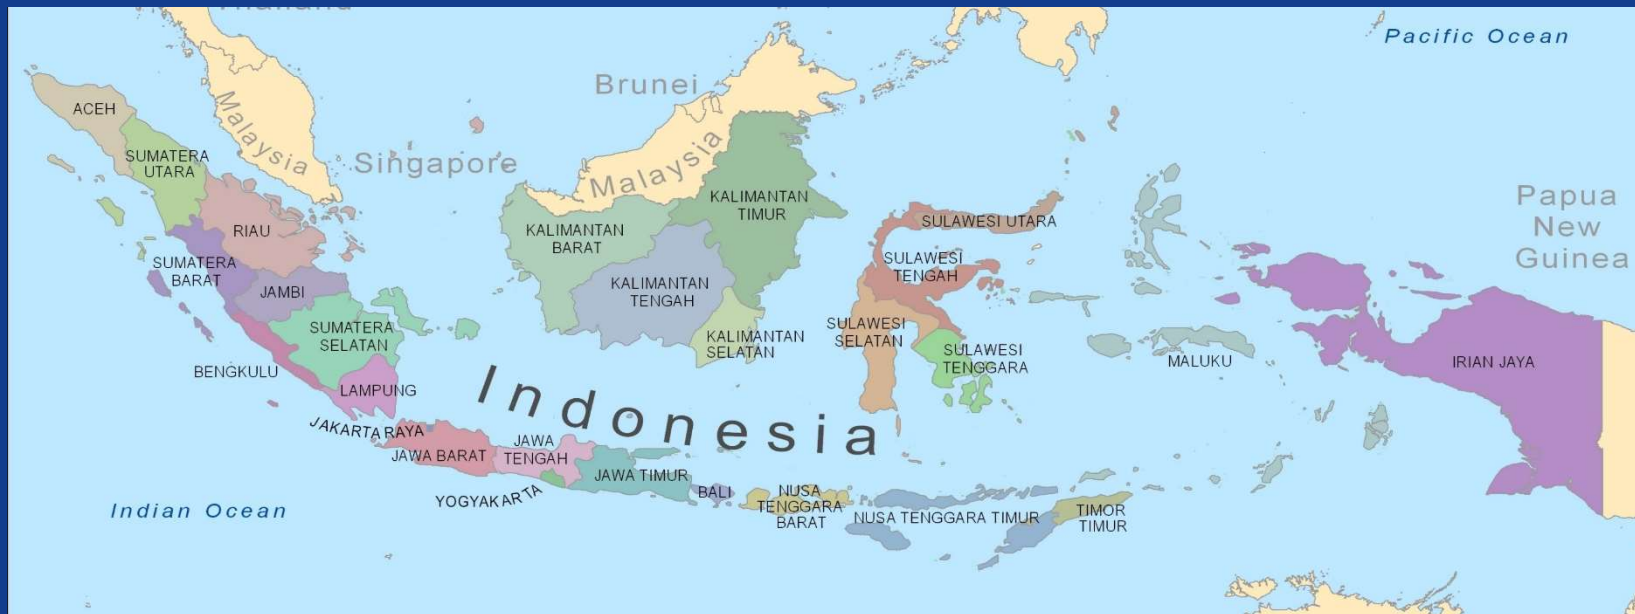 Thailand
Pacific Ocean
Brunei
ACEH
Malaysia
SUMATERA
UTARA
Singapore
Malaysia
KALIMANTAN
TIMUR
Papua
New
Guinea
RIAU
KALIMANTAN
BARAT
SULAWESI UTARA
SUMATERA
BARAT
JAMBI
KALIMANTAN
TENGAH
SULAWESI
TENGAH
SUMATERA
SELATAN
KALIMANTAN
SELATAN
SULAWESI
SELATAN
SULAWESI
TENGGARA
MALUKU
IRIAN JAYA
BENGKULU
LAMPUNG
Indonesia
JAKARTA RAYA
JAWA BARAT
JAWA
TENGAH
JAWA TIMUR
YOGYAKARTA
BALI
NUSA
TENGGARA
BARAT
NUSA TENGGARA TIMUR
TIMOR
TIMUR
Indian Ocean